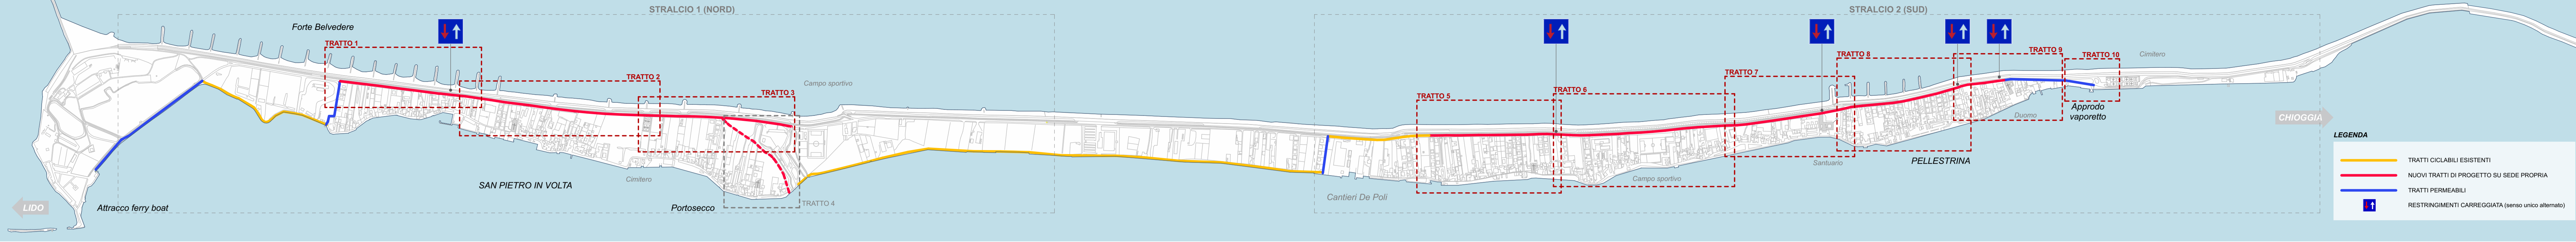 STRALCIO 1 (NORD)
STRALCIO 2 (SUD)
Forte Belvedere
TRATTO 1
TRATTO 2
TRATTO 3
Campo sportivo
TRATTO 5
TRATTO 6
TRATTO 7
TRATTO 8
TRATTO 9
TRATTO 10
Cimitero
Approdo
vaporetto
Duomo
CHIOGGIA
SAN PIETRO IN VOLTA
Cimitero
Santuario
PELLESTRINA
Campo sportivo
LIDO
Attracco ferry boat
Portosecco
TRATTO 4
Cantieri De Poli
LEGENDA
TRATTI CICLABILI ESISTENTI
NUOVI TRATTI DI PROGETTO SU SEDE PROPRIA
TRATTI PERMEABILI
RESTRINGIMENTI CARREGGIATA (senso unico alternato)